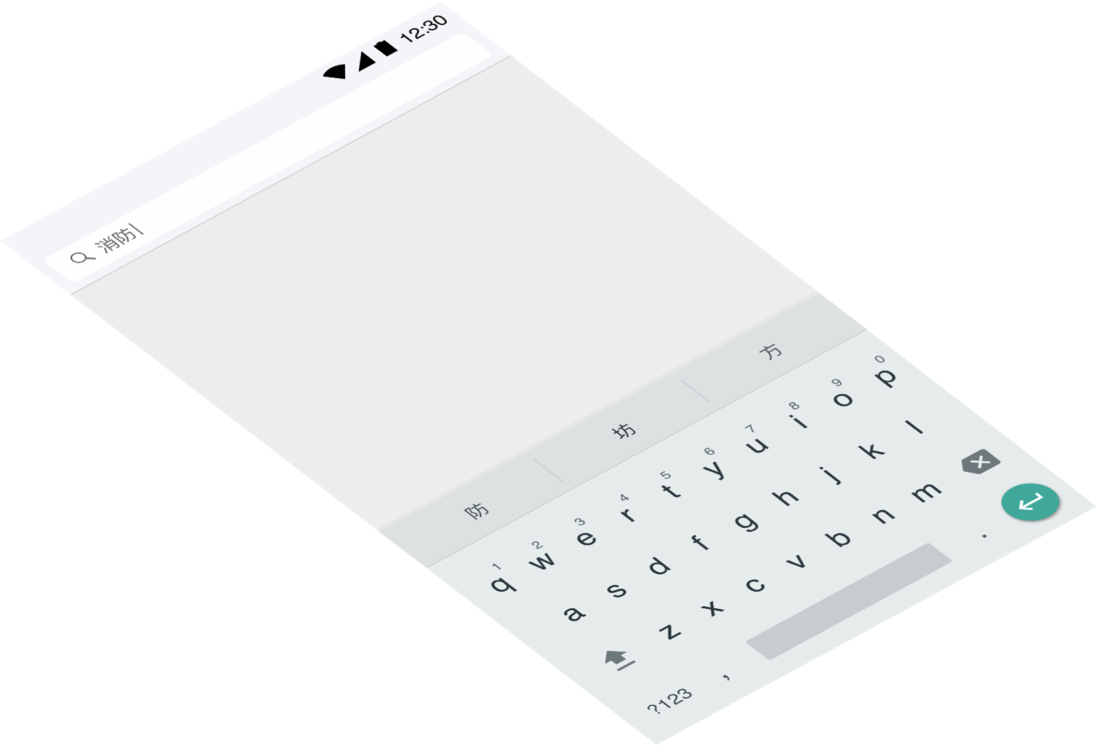 12:30
消防
防 坊 方
1 2 3 4 5 6 7 8 9 0
q w e r t y u i o p
a s d f g h j k l
z x c v b n m
?123 , .